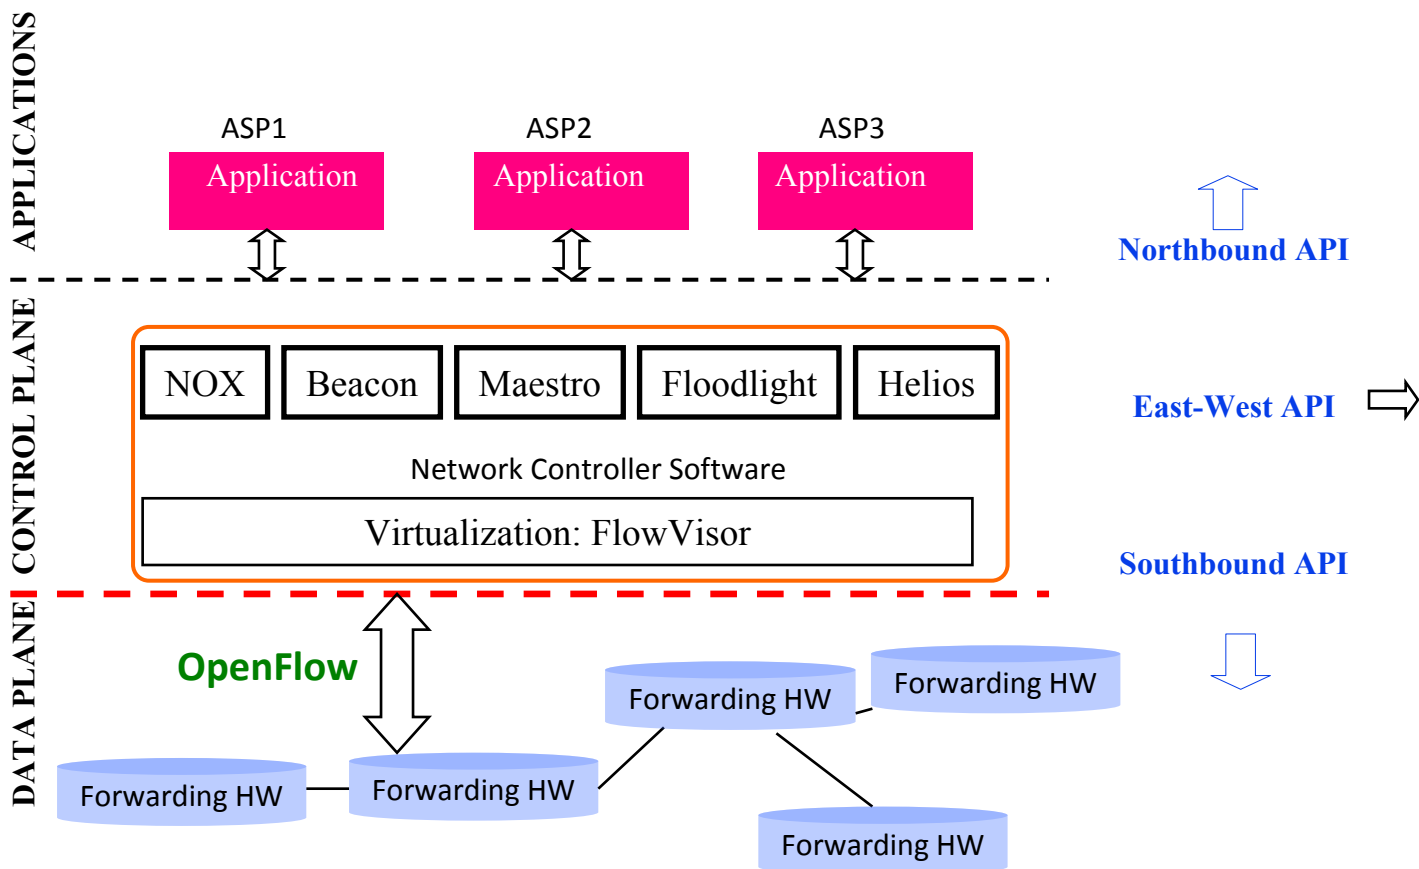 APPLICATIONS
ASP1
ASP2
ASP3
Application
Application
Application
Northbound API
CONTROL PLANE
NOX
Beacon
Maestro
Floodlight
Helios
East-West API
Network Controller Software
Virtualization: FlowVisor
Southbound API
DATA PLANE
OpenFlow
Forwarding HW
Forwarding HW
Forwarding HW
Forwarding HW
Forwarding HW